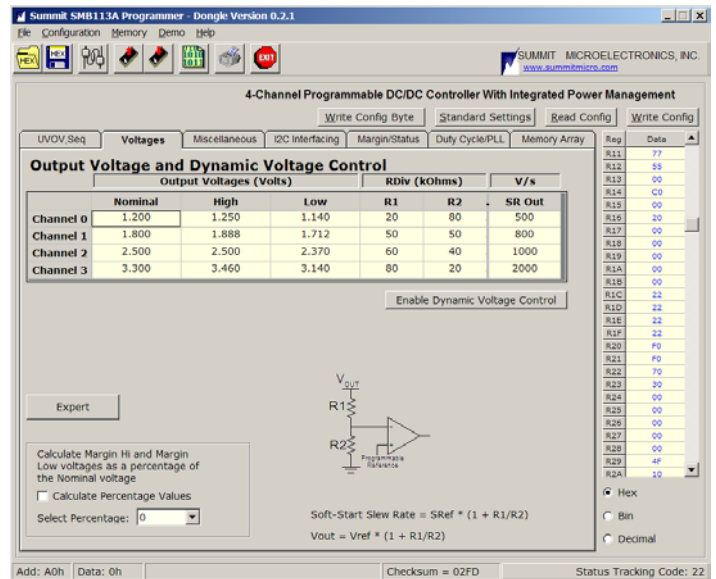 Summit SMB113A Programmer - Dongle Version 0.2.1
File Configuration Memory Demo Help
HEX HEX EXIT
SUMMIT MICROELECTRONICS, INC.
www.summitmicro.com
4-Channel Programmable DC/DC Controller With Integrated Power Management
Write Config Byte Standard Settings Read Config Write Config
UVOV,Seq Voltages Miscellaneous I2C Interfacing Margin/Status Duty Cycle/PLL Memory Array
Output Voltage and Dynamic Voltage Control
Output Voltages (Volts) RDiv (kOhms) V/s
Nominal High Low R1 R2 . SR Out
Channel 0 1.200 1.250 1.140 20 80 500
Channel 1 1.800 1.888 1.712 50 50 800
Channel 2 2.500 2.500 2.370 60 40 1000
Channel 3 3.300 3.460 3.140 80 20 2000
Enable Dynamic Voltage Control
Expert
Calculate Margin Hi and Margin
Low voltages as a percentage of
the Nominal voltage
Calculate Percentage Values
Select Percentage: 0
VOUT
R1
R2
Programmable
Reference
Soft-Start Slew Rate = SRef * (1 + R1/R2)
Vout = Vref * (1 + R1/R2)
Reg Data
R11 77
R12 55
R13 00
R14 C0
R15 00
R16 20
R17 00
R18 00
R19 00
R1A 00
R1B 00
R1C 22
R1D 22
R1E 22
R1F 22
R20 F0
R21 F0
R22 70
R23 30
R24 00
R25 00
R26 00
R27 00
R28 00
R29 4F
R2A 10
Hex
Bin
Decimal
Add: A0h Data: 0h Checksum = 02FD Status Tracking Code: 22